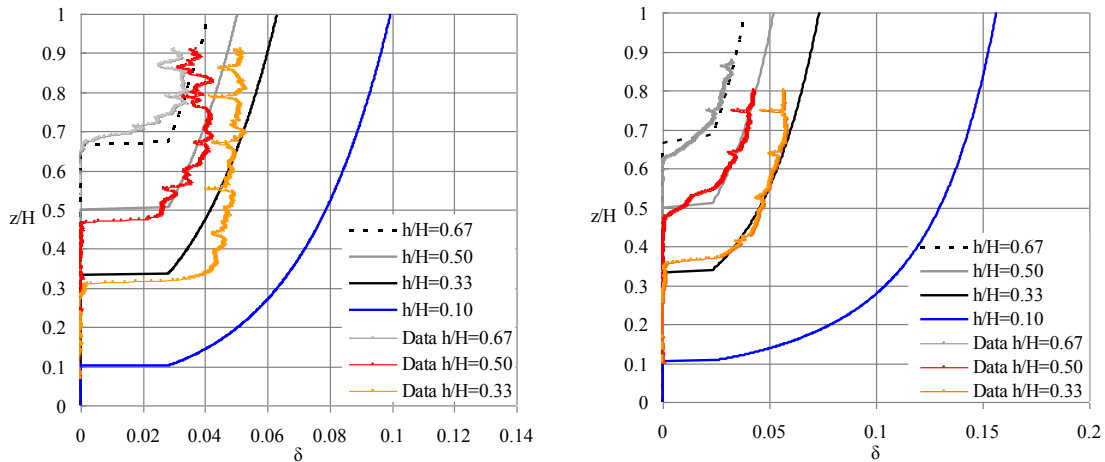 1
0.9
0.8
0.7
0.6
0.5
0.4
0.3
0.2
0.1
0
z/H
0 0.02 0.04 0.06 0.08 0.1 0.12 0.14
δ
h/H=0.67
h/H=0.50
h/H=0.33
h/H=0.10
Data h/H=0.67
Data h/H=0.50
Data h/H=0.33
1
0.9
0.8
0.7
0.6
0.5
0.4
0.3
0.2
0.1
0
z/H
0 0.05 0.1 0.15 0.2
δ
h/H=0.67
h/H=0.50
h/H=0.33
h/H=0.10
Data h/H=0.67
Data h/H=0.50
Data h/H=0.33